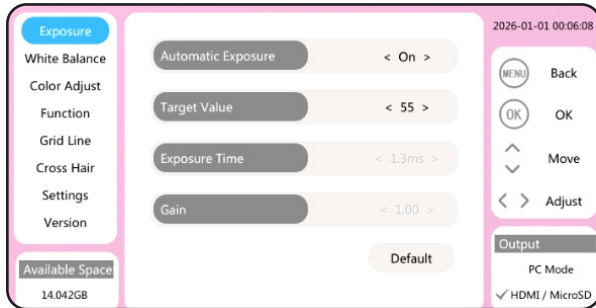 Exposure
White Balance
Color Adjust
Function
Grid Line
Cross Hair
Settings
Version
Available Space
14.042GB
Automatic Exposure < On >
Target Value < 55 >
Exposure Time < 1.3ms >
Gain < 1.00 >
Default
2026-01-01 00:06:08
MENU Back
OK OK
Move
< > Adjust
Output
PC Mode
✓ HDMI / MicroSD